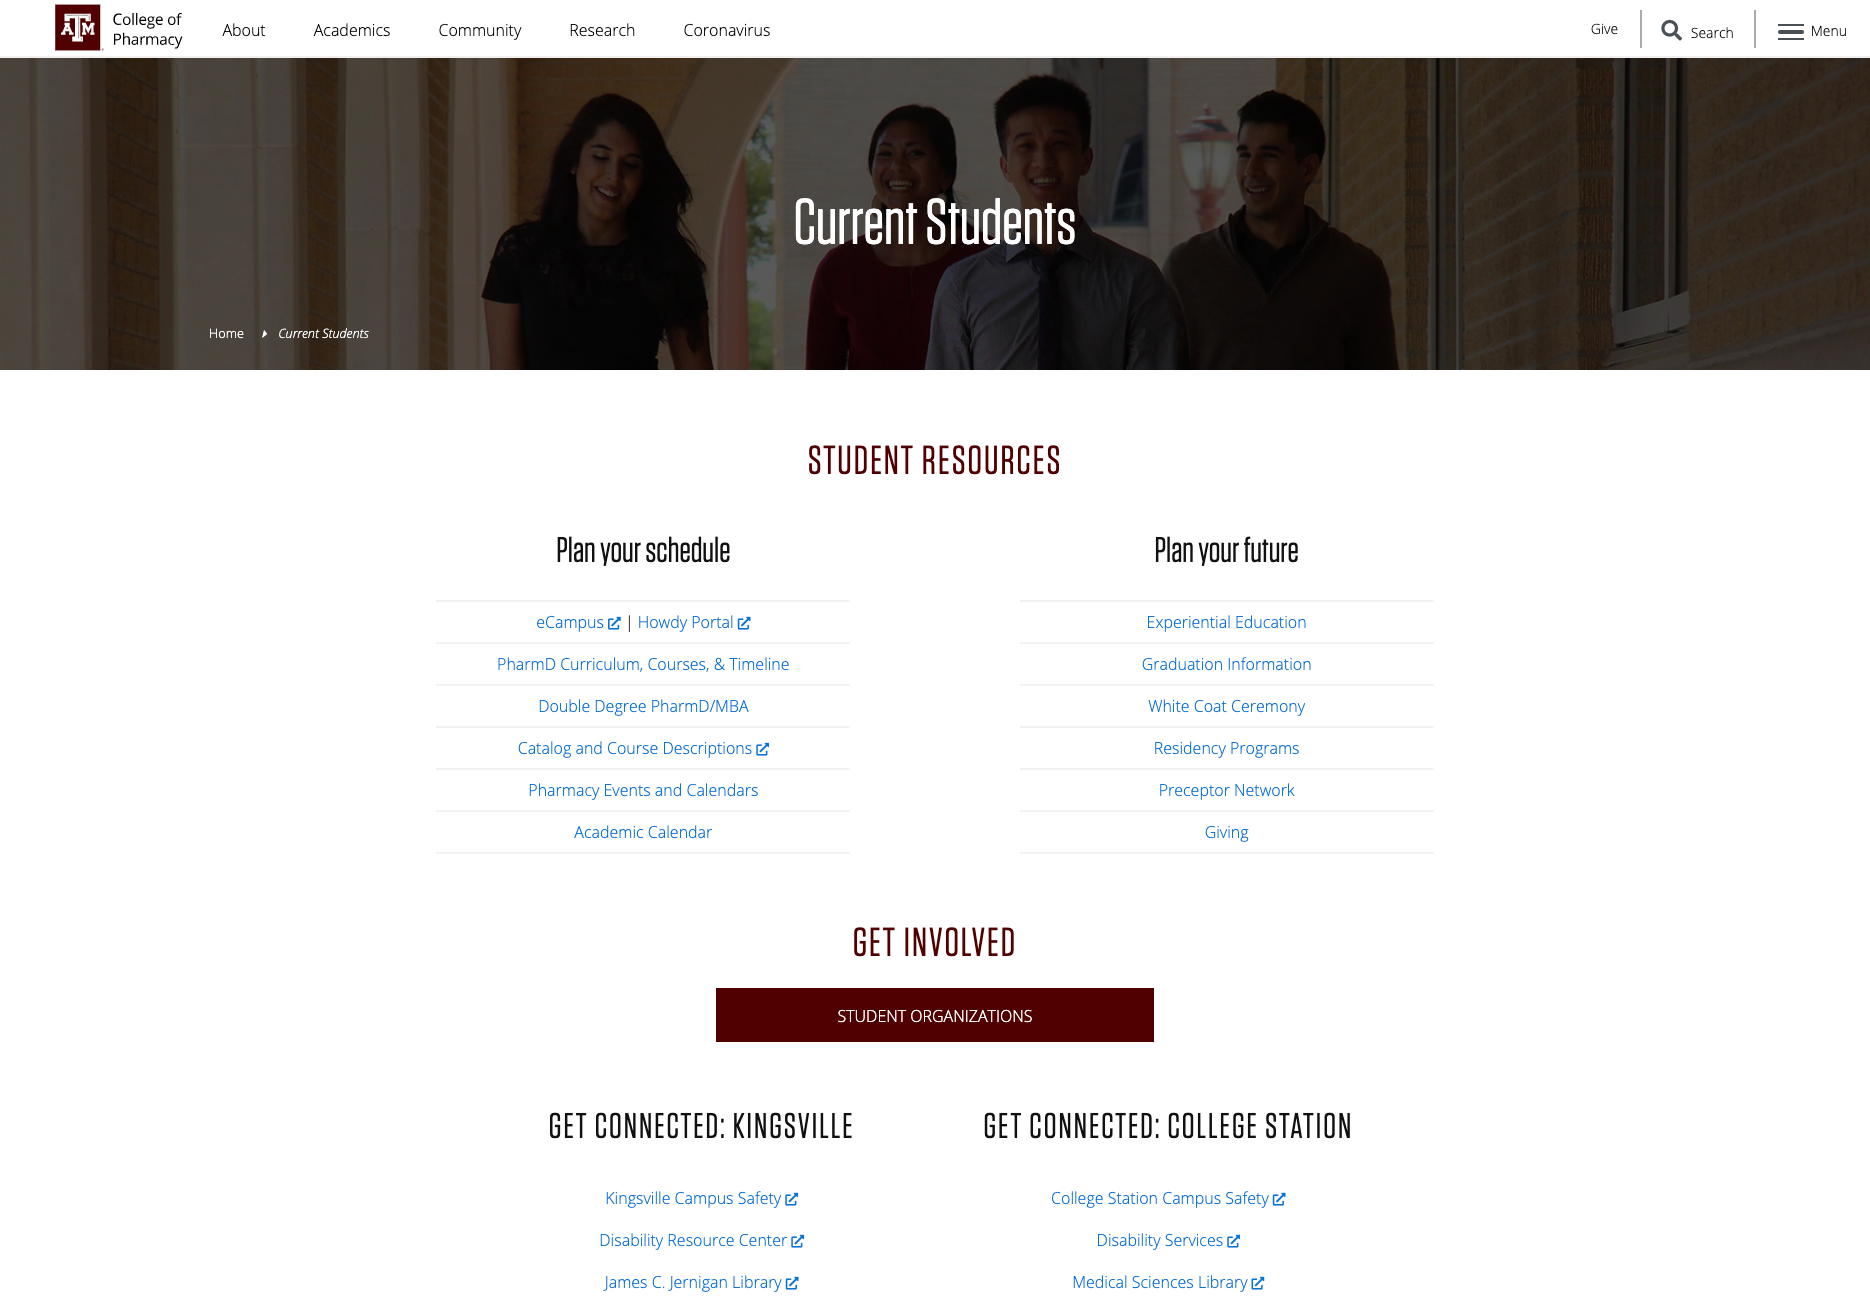 ATM College of
Pharmacy
About Academics Community Research Coronavirus
Give Search Menu
Current Students
Home Current Students
STUDENT RESOURCES
Plan your schedule
eCampus | Howdy Portal
PharmD Curriculum, Courses, & Timeline
Double Degree PharmD/MBA
Catalog and Course Descriptions
Pharmacy Events and Calendars
Academic Calendar
Plan your future
Experiential Education
Graduation Information
White Coat Ceremony
Residency Programs
Preceptor Network
Giving
GET INVOLVED
STUDENT ORGANIZATIONS
GET CONNECTED: KINGSVILLE
Kingsville Campus Safety
Disability Resource Center
James C. Jernigan Library
GET CONNECTED: COLLEGE STATION
College Station Campus Safety
Disability Services
Medical Sciences Library